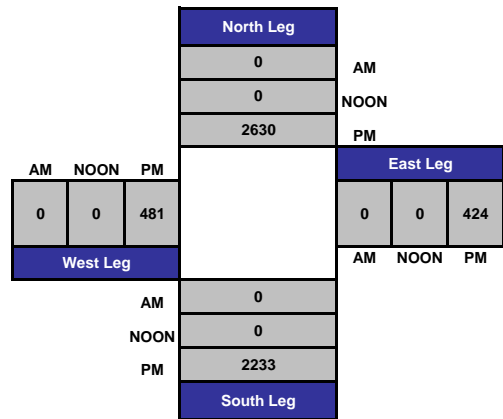 North Leg
0 AM
0 NOON
2630 PM
AM NOON PM East Leg
0 0 481 0 0 424
West Leg AM NOON PM
AM 0
NOON 0
PM 2233
South Leg